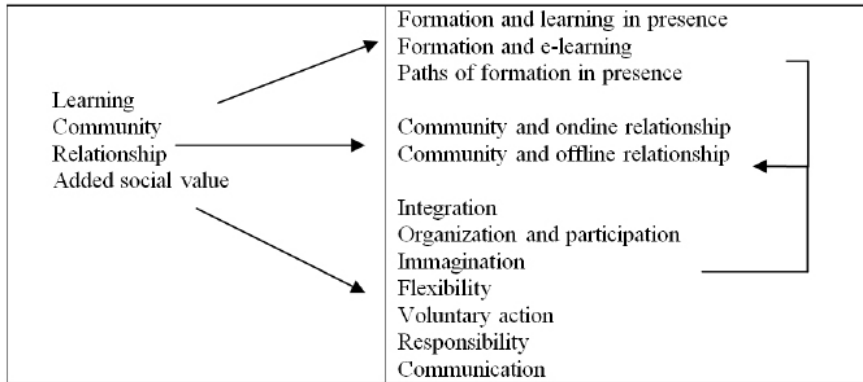 Learning
Community
Relationship
Added social value
Formation and learning in presence
Formation and e-learning
Paths of formation in presence
Community and ondine relationship
Community and offline relationship
Integration
Organization and participation
Immagination
Flexibility
Voluntary action
Responsibility
Communication